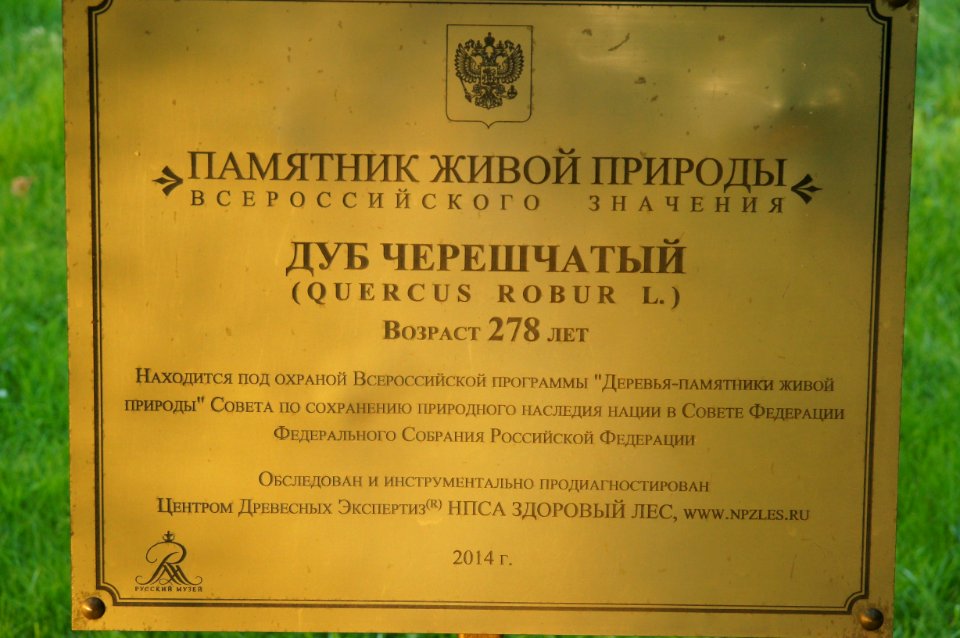 ПАМЯТНИК ЖИВОЙ ПРИРОДЫ
ВСЕРОССИЙСКОГО ЗНАЧЕНИЯ
ДУБ ЧЕРЕШЧАТЫЙ
(QUERCUS ROBUR L.)
ВОЗРАСТ 278 ЛЕТ
НАХОДИТСЯ ПОД ОХРАНОЙ ВСЕРОССИЙСКОЙ ПРОГРАММЫ "ДЕРЕВЬЯ-ПАМЯТНИКИ ЖИВОЙ
ПРИРОДЫ" СОВЕТА ПО СОХРАНЕНИЮ ПРИРОДНОГО НАСЛЕДИЯ НАЦИИ В СОВЕТЕ ФЕДЕРАЦИИ
ФЕДЕРАЛЬНОГО СОБРАНИЯ РОССИЙСКОЙ ФЕДЕРАЦИИ
ОБСЛЕДОВАН И ИНСТРУМЕНТАЛЬНО ПРОДИАГНОСТИРОВАН
ЦЕНТРОМ ДРЕВЕСНЫХ ЭКСПЕРТИЗ(R) НПСА ЗДОРОВЫЙ ЛЕС, WWW.NPZLES.RU
2014 г.
РУССКИЙ МУЗЕЙ